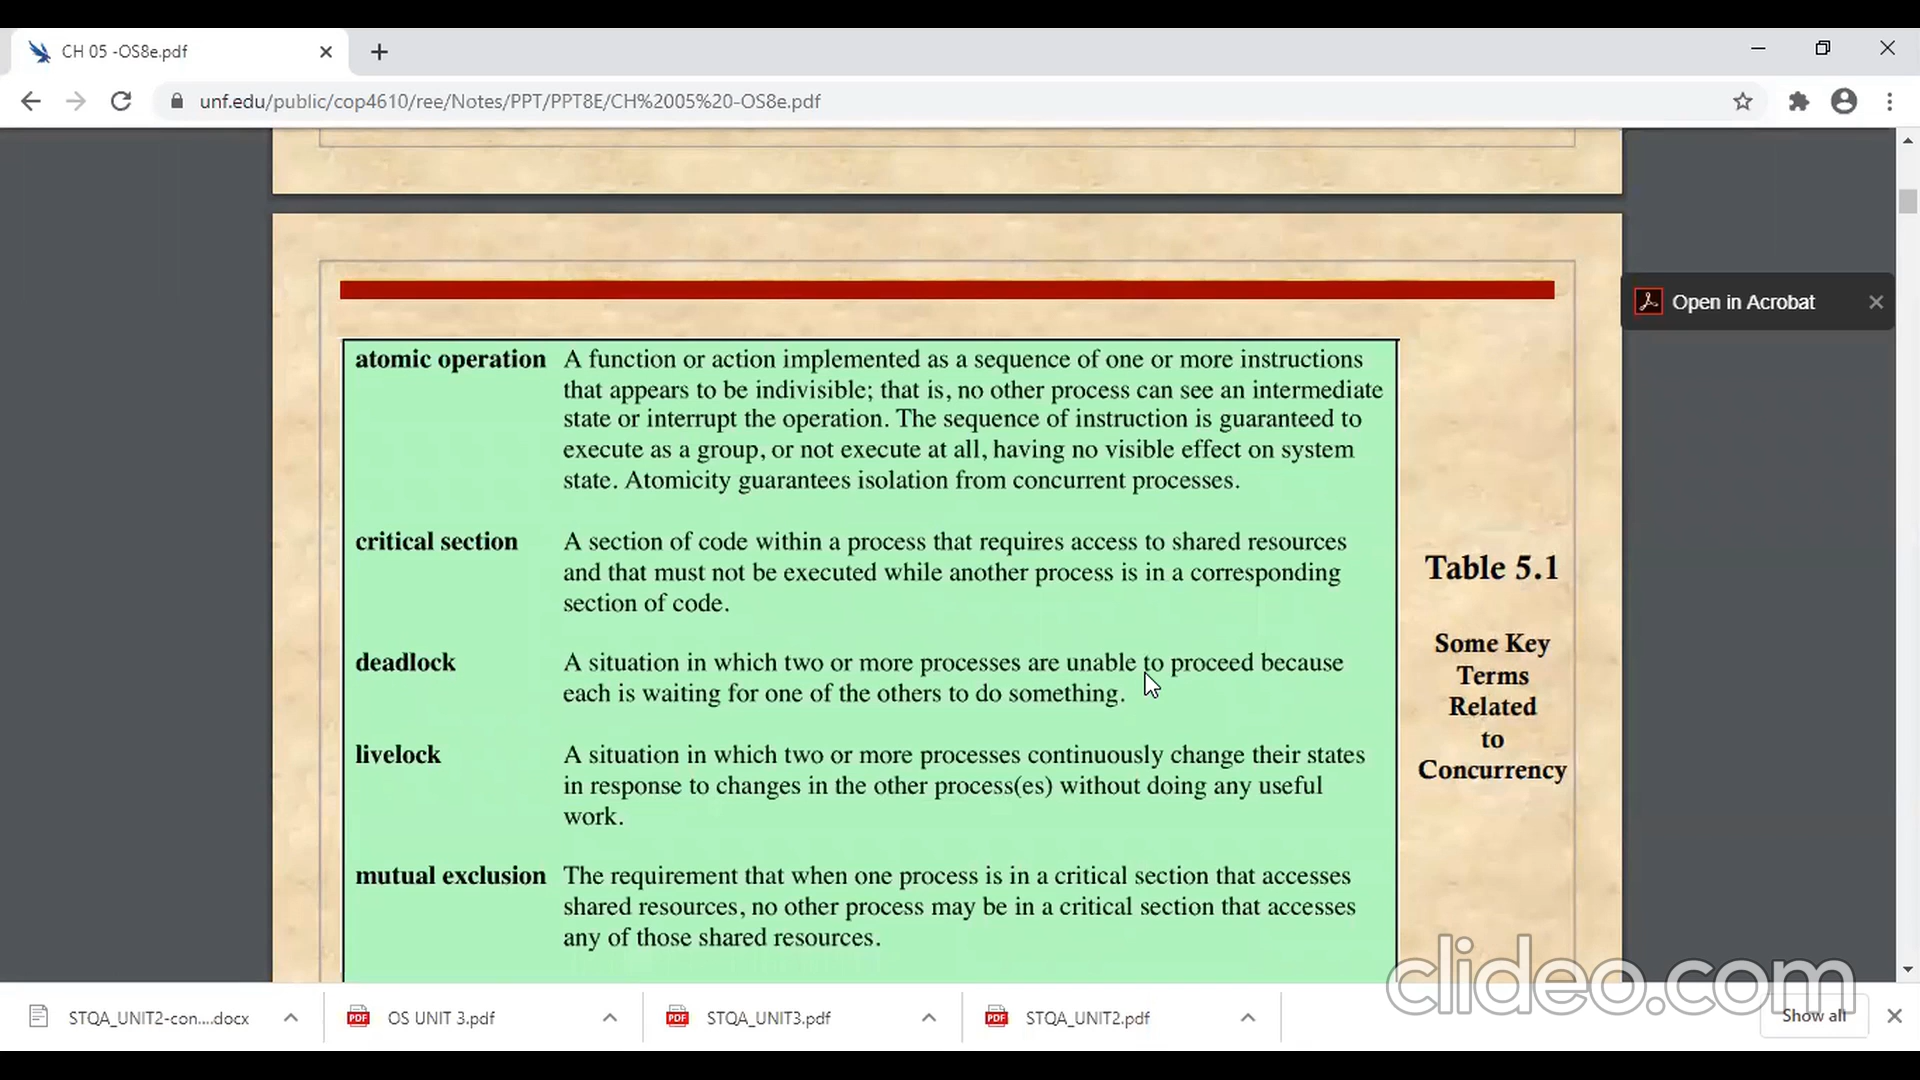 CH 05 -OS8e.pdf
unf.edu/public/cop4610/ree/Notes/PPT/PPT8E/CH%2005%20-OS8e.pdf
Open in Acrobat
atomic operation A function or action implemented as a sequence of one or more instructions
that appears to be indivisible; that is, no other process can see an intermediate
state or interrupt the operation. The sequence of instruction is guaranteed to
execute as a group, or not execute at all, having no visible effect on system
state. Atomicity guarantees isolation from concurrent processes.
critical section A section of code within a process that requires access to shared resources
and that must not be executed while another process is in a corresponding
section of code.
deadlock A situation in which two or more processes are unable to proceed because
each is waiting for one of the others to do something.
livelock A situation in which two or more processes continuously change their states
in response to changes in the other process(es) without doing any useful
work.
mutual exclusion The requirement that when one process is in a critical section that accesses
shared resources, no other process may be in a critical section that accesses
any of those shared resources.
Table 5.1
Some Key
Terms
Related
to
Concurrency
clideo.com
STQA_UNIT2-con....docx
PDF OS UNIT 3.pdf
PDF STQA_UNIT3.pdf
PDF STQA_UNIT2.pdf
Show all